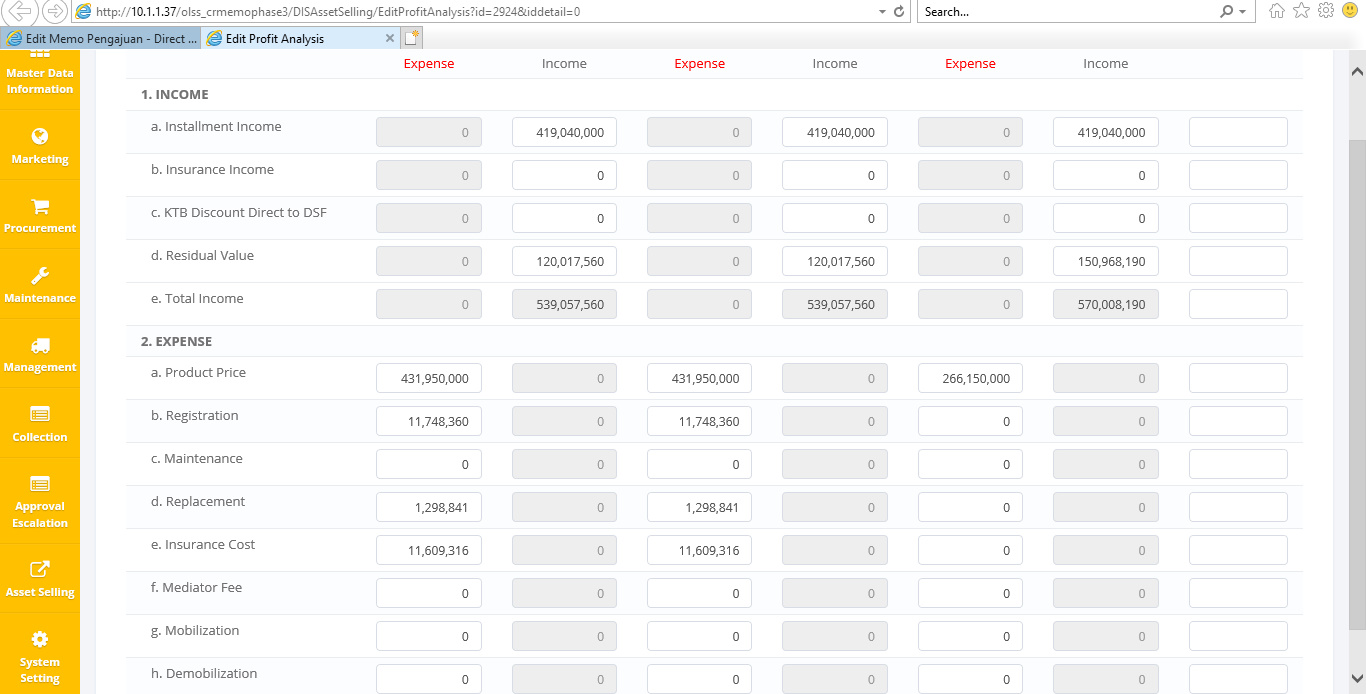 http://10.1.1.37/olss_crmemophase3/DISAssetSelling/EditProfitAnalysis?id=2924&iddetail=0
Search...
Edit Memo Pengajuan - Direct ...
Edit Profit Analysis
Master Data
Information
Marketing
Procurement
Maintenance
Management
Collection
Approval
Escalation
Asset Selling
System
Setting
Expense Income Expense Income Expense Income
1. INCOME
a. Installment Income 0 419,040,000 0 419,040,000 0 419,040,000
b. Insurance Income 0 0 0 0 0 0
c. KTB Discount Direct to DSF 0 0 0 0 0 0
d. Residual Value 0 120,017,560 0 120,017,560 0 150,968,190
e. Total Income 0 539,057,560 0 539,057,560 0 570,008,190
2. EXPENSE
a. Product Price 431,950,000 0 431,950,000 0 266,150,000 0
b. Registration 11,748,360 0 11,748,360 0 0 0
c. Maintenance 0 0 0 0 0 0
d. Replacement 1,298,841 0 1,298,841 0 0 0
e. Insurance Cost 11,609,316 0 11,609,316 0 0 0
f. Mediator Fee 0 0 0 0 0 0
g. Mobilization 0 0 0 0 0 0
h. Demobilization 0 0 0 0 0 0